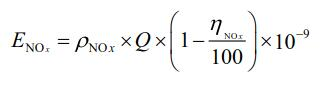 E_{NO_x} = ρ_{NO_x} × Q × (1 − η_{NO_x} / 100) × 10^{-9}